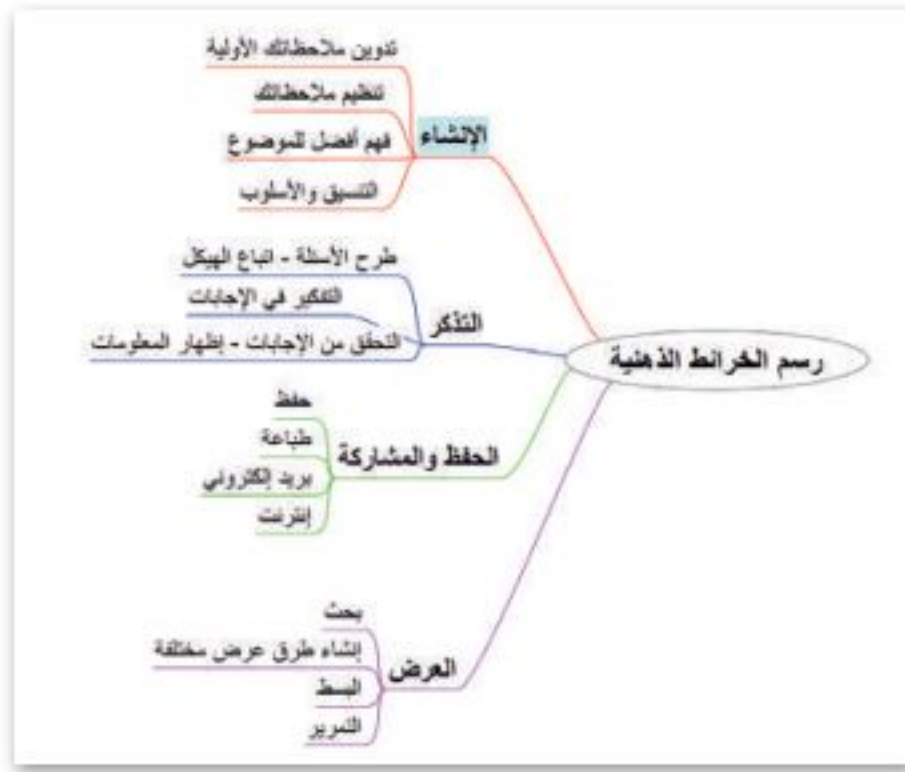 رسم الخرائط الذهنية
الإنشاء
تدوين ملاحظاتك الأولية
تنظيم ملاحظاتك
فهم أفضل للموضوع
التنسيق والأسلوب
التذكر
طرح الأسئلة - اتباع الهيكل
التفكير في الإجابات
التحقق من الإجابات - إظهار المعلومات
الحفظ والمشاركة
حفظ
طباعة
بريد إلكتروني
إنترنت
العرض
بحث
إنشاء طرق عرض مختلفة
البسط
التمرير